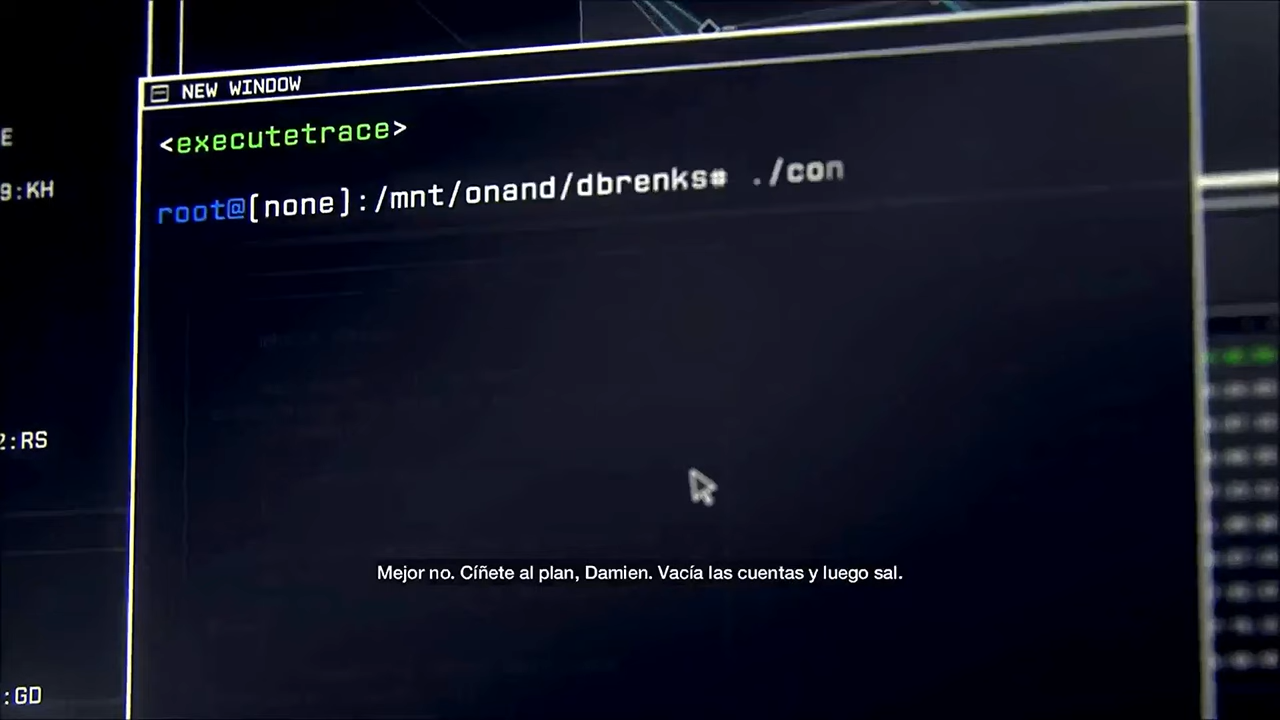 NEW WINDOW
<executetrace>
root@[none]:/mnt/onand/dbrenks# ./con
E
9:KH
2:RS
:GD
Mejor no. Cíñete al plan, Damien. Vacía las cuentas y luego sal.